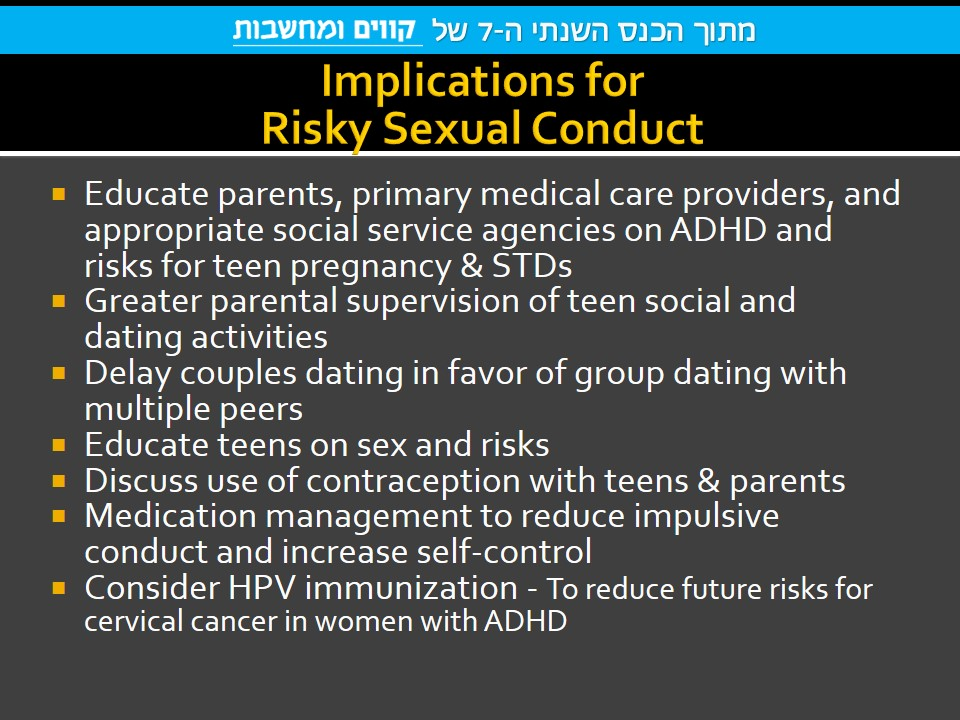 מתוך הכנס השנתי ה-7 של קווים ומחשבות
Implications for
Risky Sexual Conduct
Educate parents, primary medical care providers, and
appropriate social service agencies on ADHD and
risks for teen pregnancy & STDs
Greater parental supervision of teen social and
dating activities
Delay couples dating in favor of group dating with
multiple peers
Educate teens on sex and risks
Discuss use of contraception with teens & parents
Medication management to reduce impulsive
conduct and increase self-control
Consider HPV immunization - To reduce future risks for
cervical cancer in women with ADHD